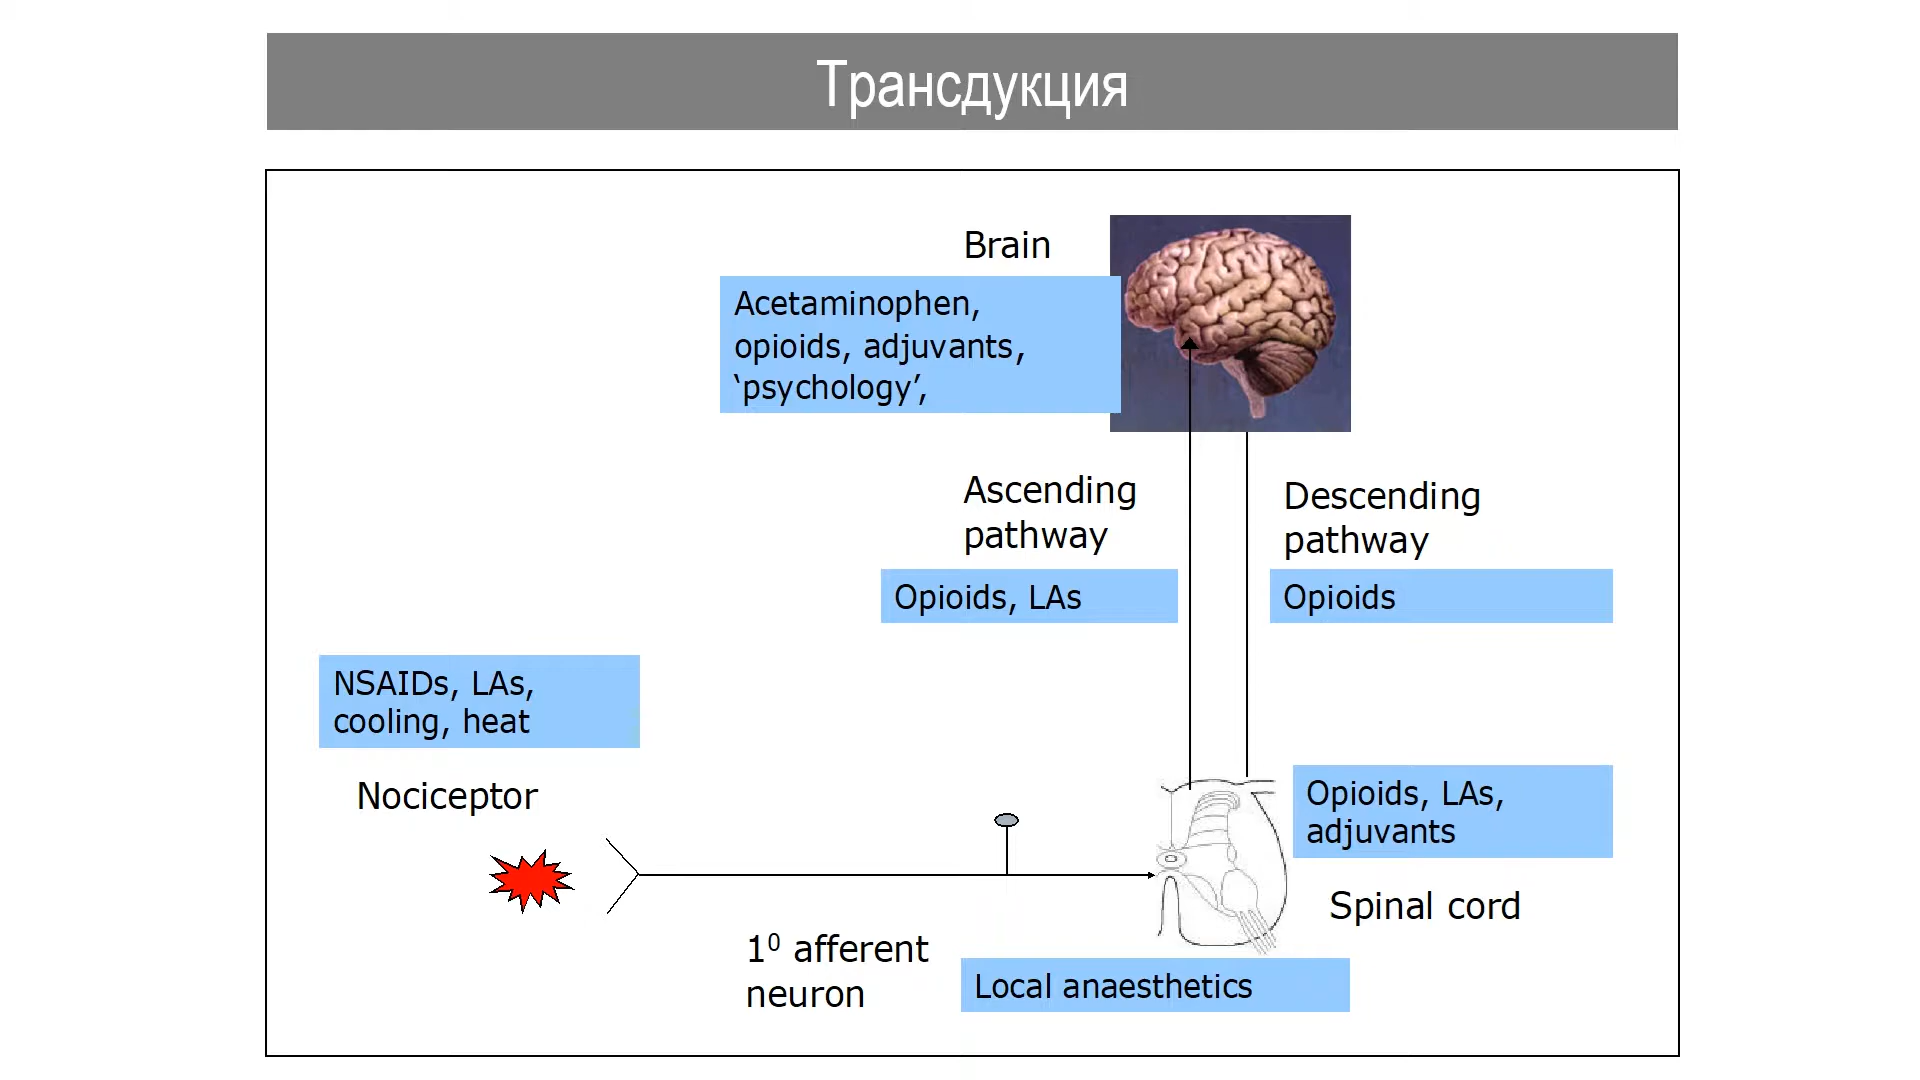 Трансдукция
Brain
Acetaminophen,
opioids, adjuvants,
‘psychology’,
Ascending
pathway
Descending
pathway
Opioids, LAs
Opioids
NSAIDs, LAs,
cooling, heat
Nociceptor
Opioids, LAs,
adjuvants
Spinal cord
1⁰ afferent
neuron
Local anaesthetics